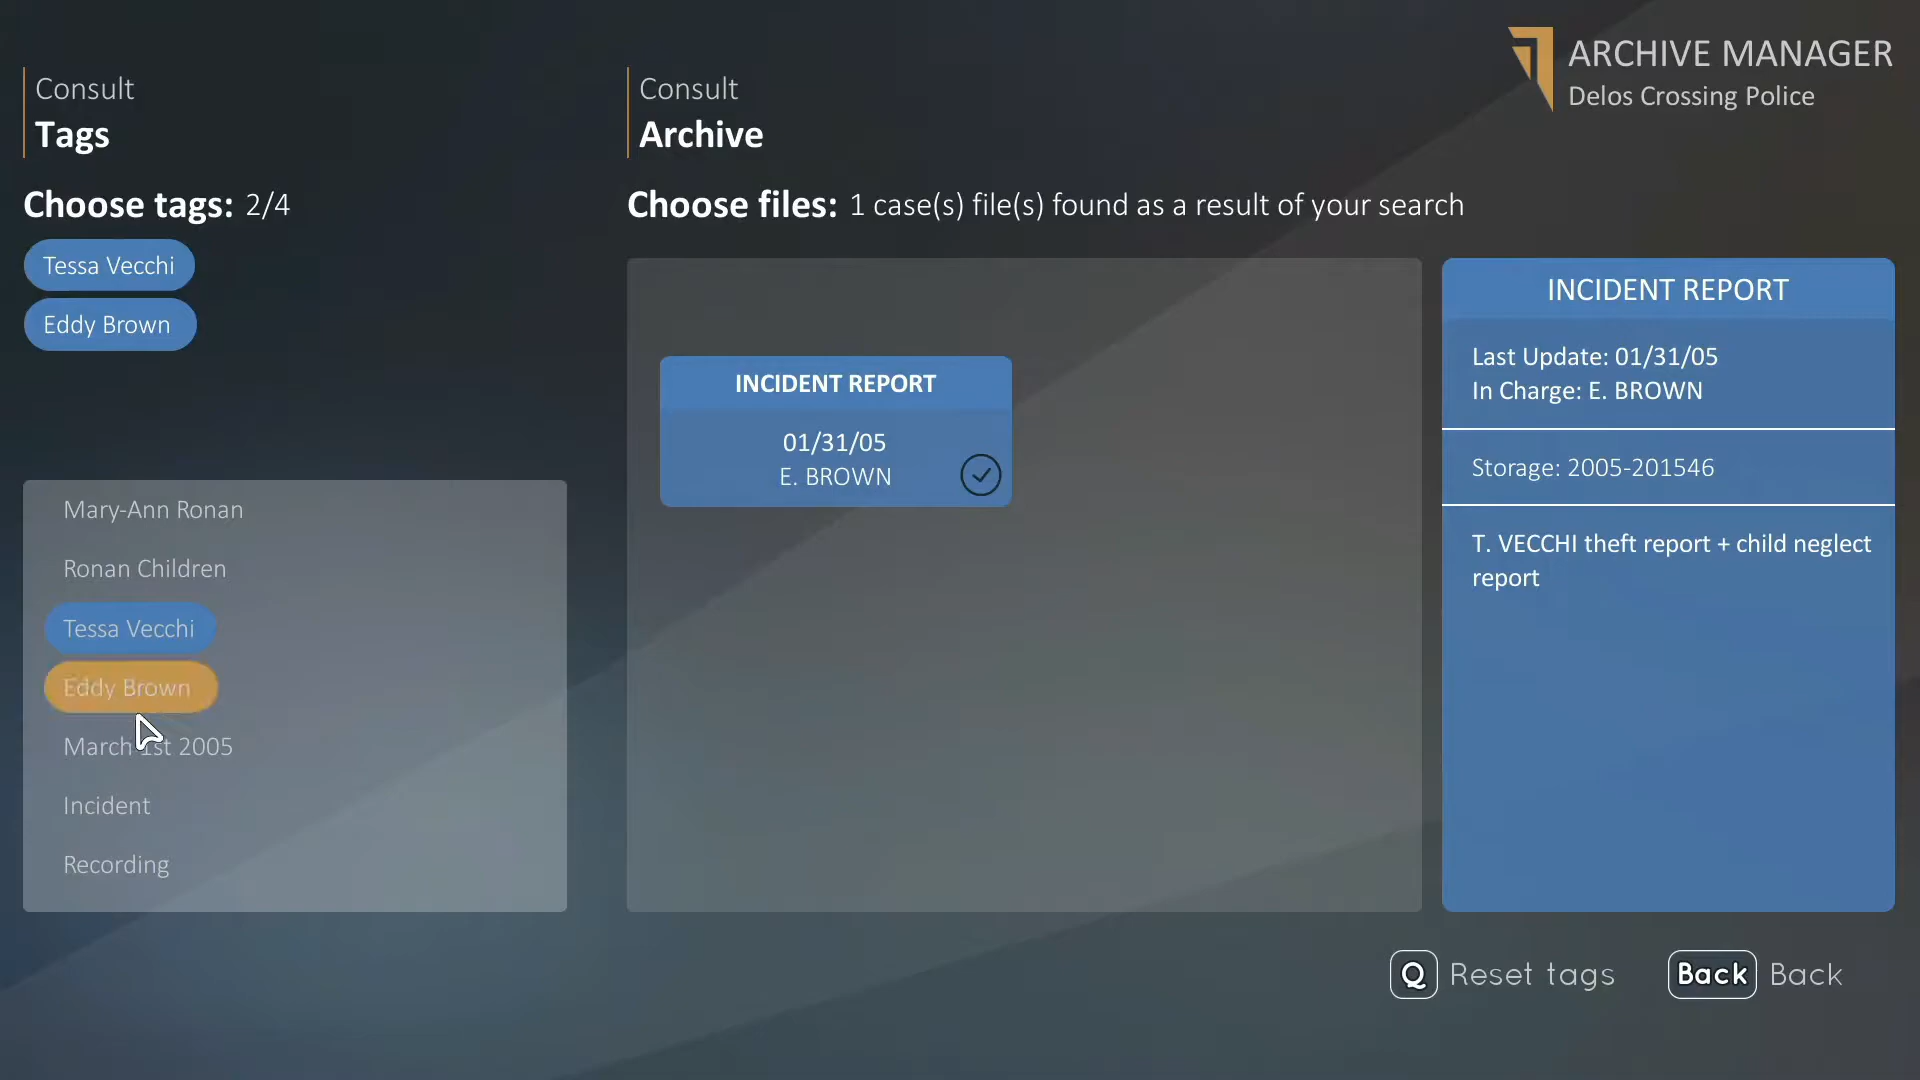 ARCHIVE MANAGER
Delos Crossing Police
Consult
Tags
Choose tags: 2/4
Tessa Vecchi
Eddy Brown
Mary-Ann Ronan
Ronan Children
Tessa Vecchi
Eddy Brown
March 1st 2005
Incident
Recording
Consult
Archive
Choose files: 1 case(s) file(s) found as a result of your search
INCIDENT REPORT
01/31/05
E. BROWN
INCIDENT REPORT
Last Update: 01/31/05
In Charge: E. BROWN
Storage: 2005-201546
T. VECCHI theft report + child neglect
report
Q Reset tags
Back Back